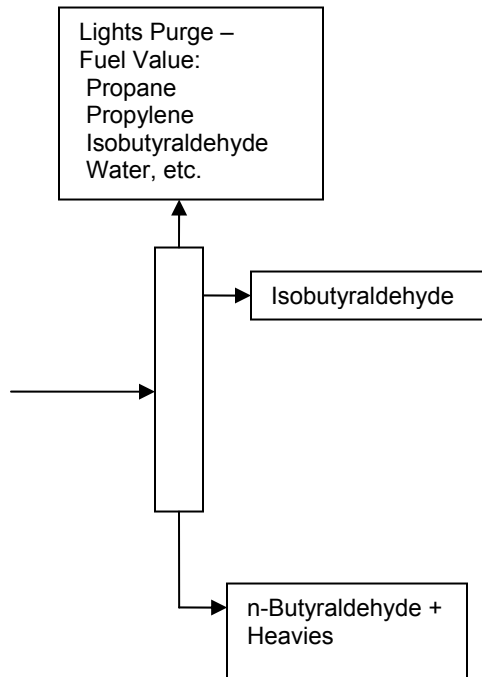 Lights Purge –
Fuel Value:
Propane
Propylene
Isobutyraldehyde
Water, etc.
Isobutyraldehyde
n-Butyraldehyde +
Heavies